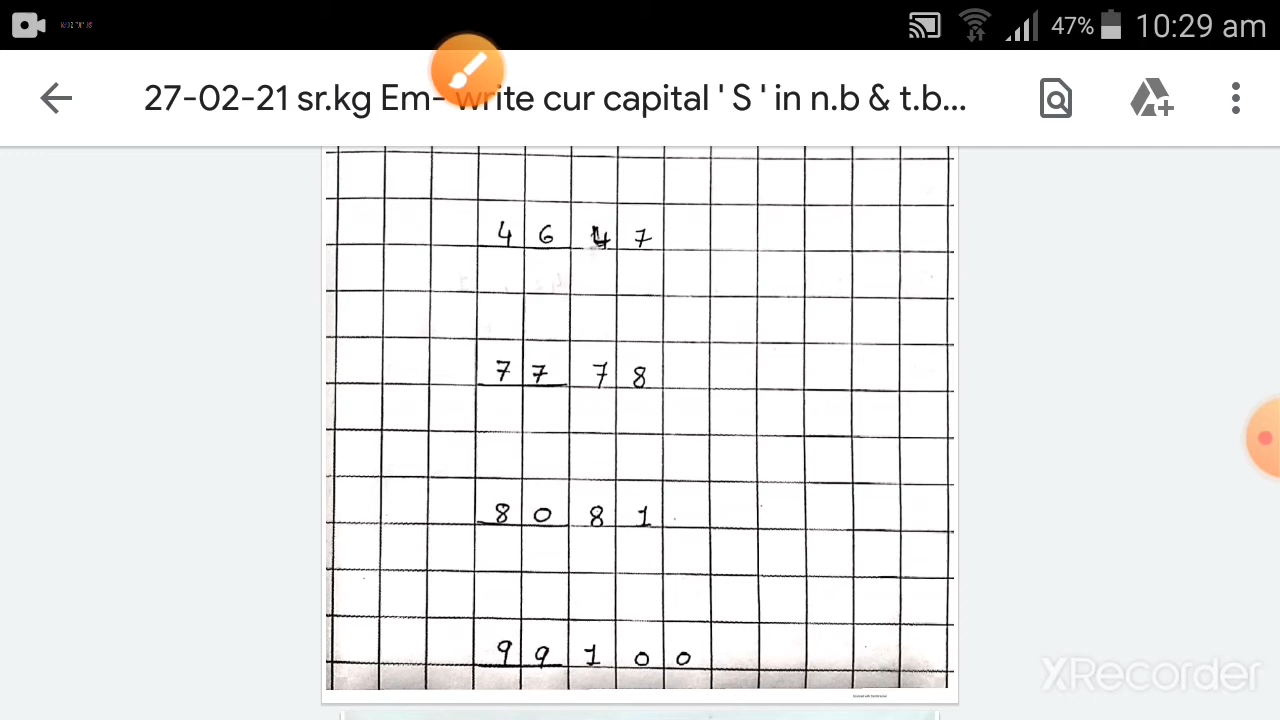 47% 10:29 am
27-02-21 sr.kg Em- write cur capital ' S ' in n.b & t.b...
4 6 4 7
7 7 7 8
8 0 8 1
9 9 1 0 0
XRecorder